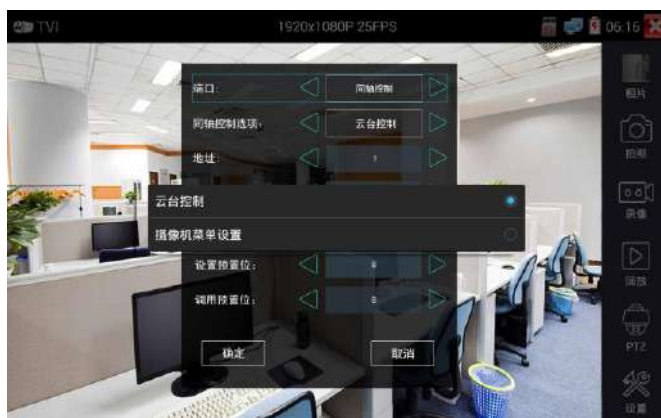 TVI 1920x1080P 25FPS 06:16
端口: 同轴控制
同轴控制选项: 云台控制
地址: 1
云台控制
摄像机菜单设置
设置预置位: 8
调用预置位: 8
确定 取消
相片
拍照
录像
回放
PTZ
设置